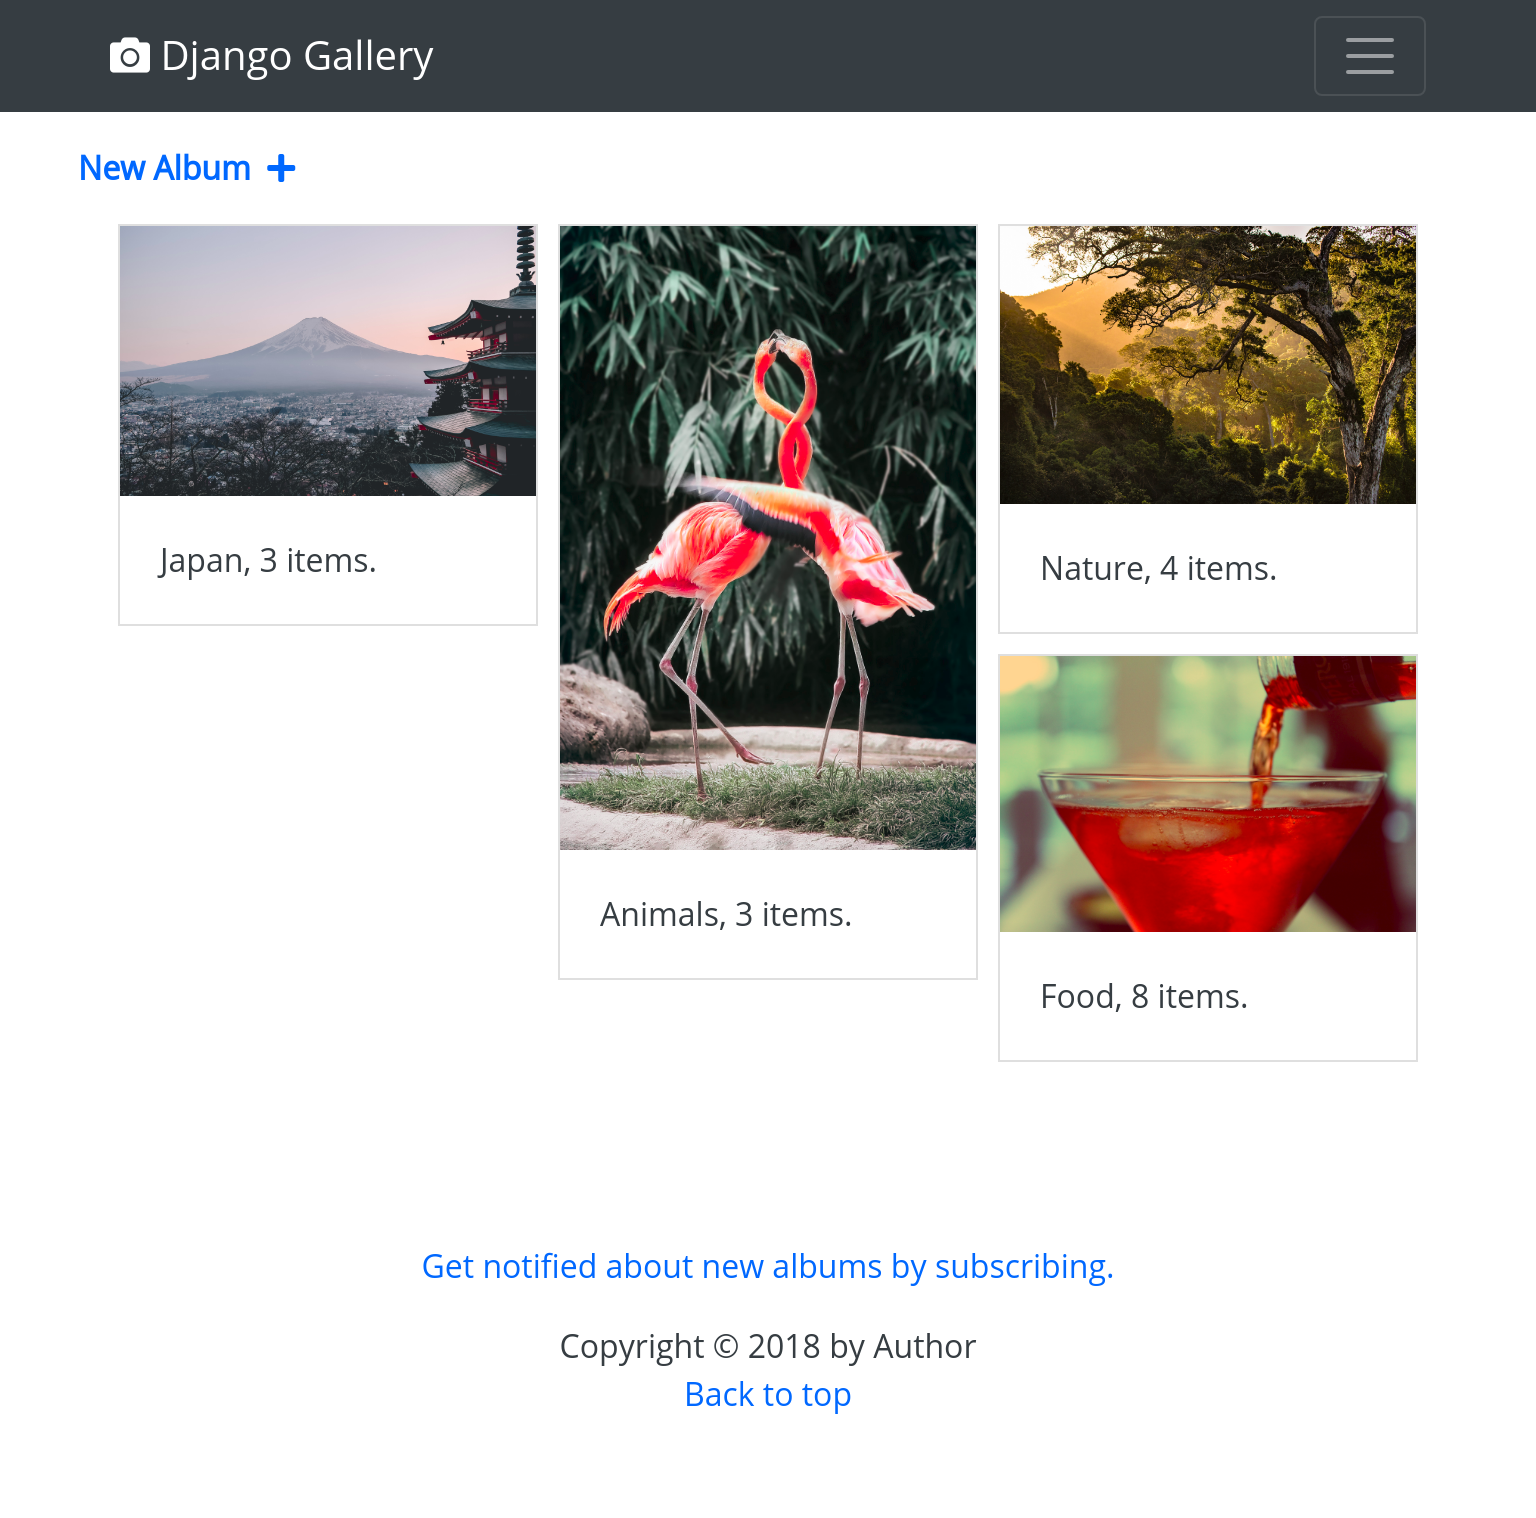 Django Gallery
New Album
Japan, 3 items.
Animals, 3 items.
Nature, 4 items.
Food, 8 items.
Get notified about new albums by subscribing.
Copyright © 2018 by Author
Back to top